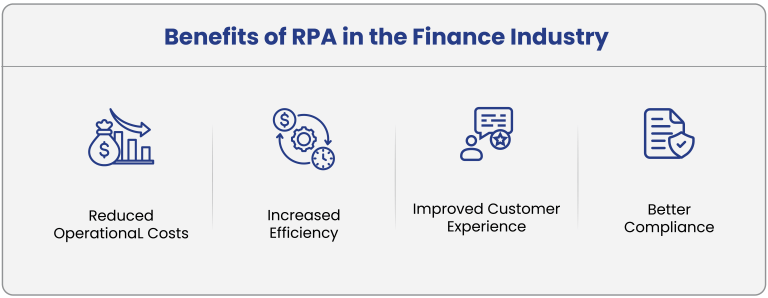 Benefits of RPA in the Finance Industry
$
$
Reduced
OperationaL Costs
Increased
Efficiency
Improved Customer
Experience
Better
Compliance